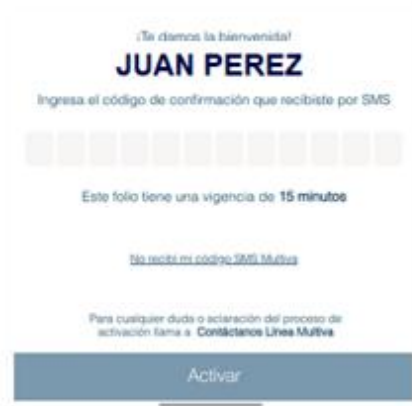 ¡Te damos la bienvenida!
JUAN PEREZ
Ingresa el código de confirmación que recibiste por SMS
Este folio tiene una vigencia de 15 minutos
No recibí mi código SMS Multiva
Para cualquier duda o aclaración del proceso de
activación llama a Contáctanos Línea Multiva
Activar